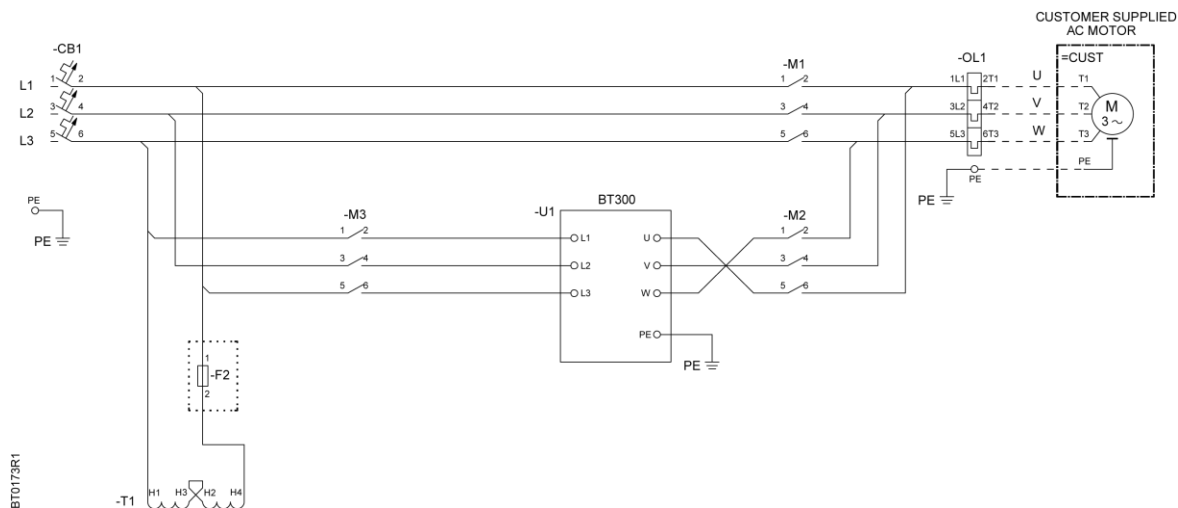 CUSTOMER SUPPLIED
AC MOTOR
-CB1
-M1
-OL1
=CUST
L1 1 2 1 2 1L1 2T1 U T1
L2 3 4 3 4 3L2 4T2 V T2 M
3~
L3 5 6 5 6 5L3 6T3 W T3
PE PE
PE
PE
PE
BT300
-M3 -U1 -M2
1 2 L1 U 1 2
3 4 L2 V 3 4
5 6 L3 W 5 6
PE
PE
1
-F2
2
BT0173R1
-T1 H1 H3 H2 H4